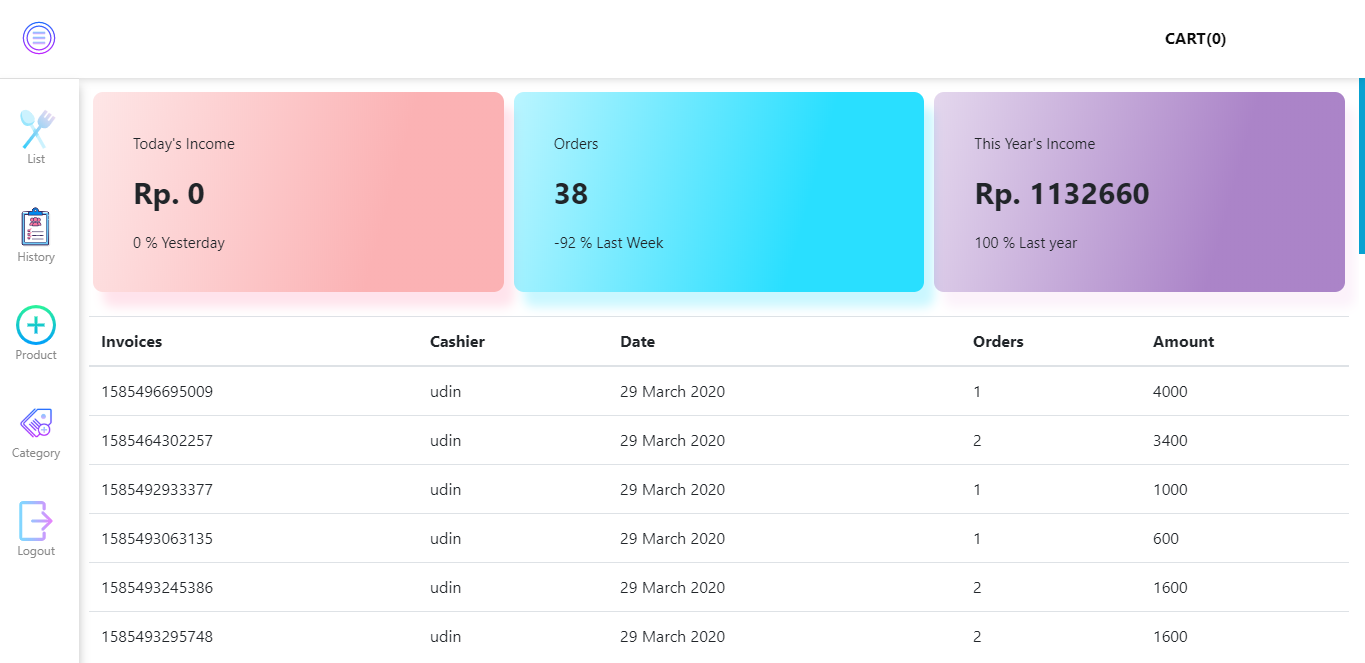 CART(0)
List
History
Product
Category
Logout
Today's Income
Rp. 0
0 % Yesterday
Orders
38
-92 % Last Week
This Year's Income
Rp. 1132660
100 % Last year
Invoices Cashier Date Orders Amount
1585496695009 udin 29 March 2020 1 4000
1585464302257 udin 29 March 2020 2 3400
1585492933377 udin 29 March 2020 1 1000
1585493063135 udin 29 March 2020 1 600
1585493245386 udin 29 March 2020 2 1600
1585493295748 udin 29 March 2020 2 1600